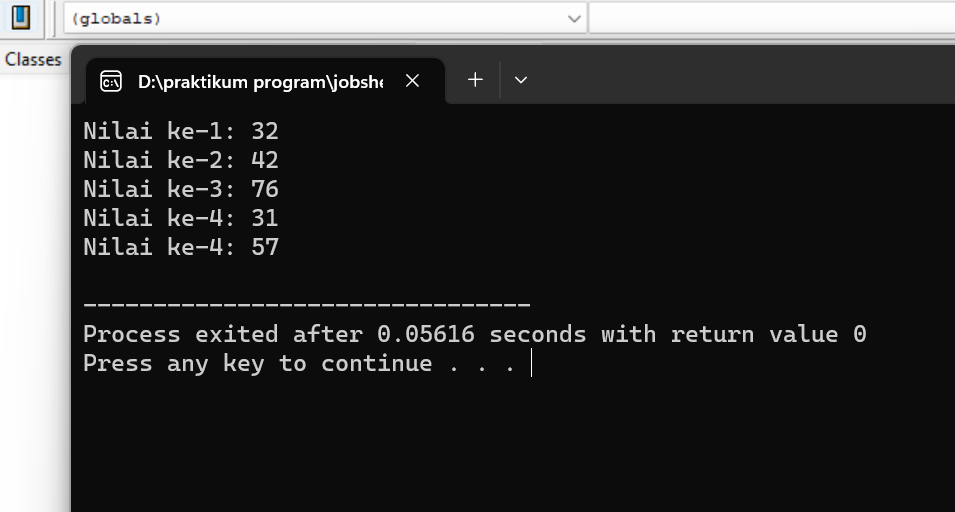 (globals)
Classes
D:\praktikum program\jobshe
Nilai ke-1: 32
Nilai ke-2: 42
Nilai ke-3: 76
Nilai ke-4: 31
Nilai ke-4: 57
--------------------------------
Process exited after 0.05616 seconds with return value 0
Press any key to continue . . .